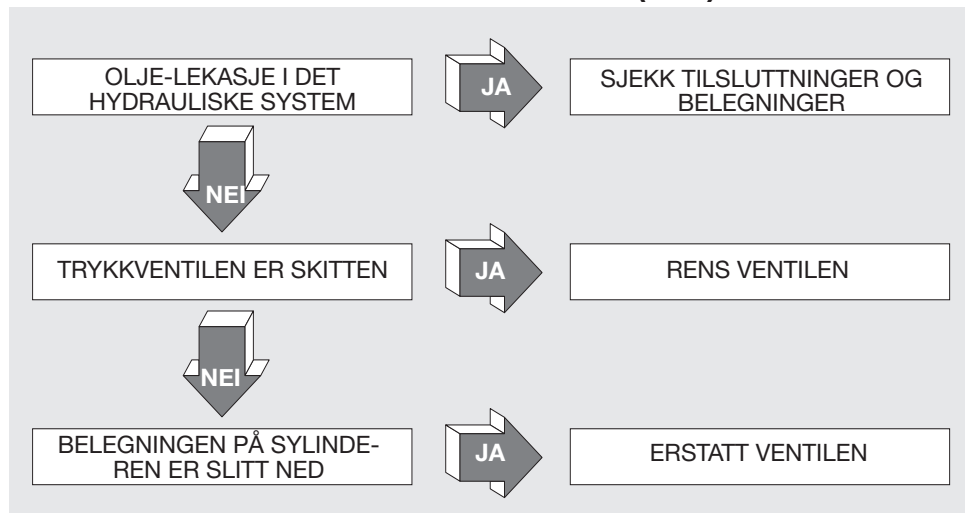 OLJE-LEKASJE I DET
HYDRAULISKE SYSTEM
JA
SJEKK TILSLUTTNINGER OG
BELEGNINGER
NEI
TRYKKVENTILEN ER SKITTEN
JA
RENS VENTILEN
NEI
BELEGNINGEN PÅ SYLINDE-
REN ER SLITT NED
JA
ERSTATT VENTILEN